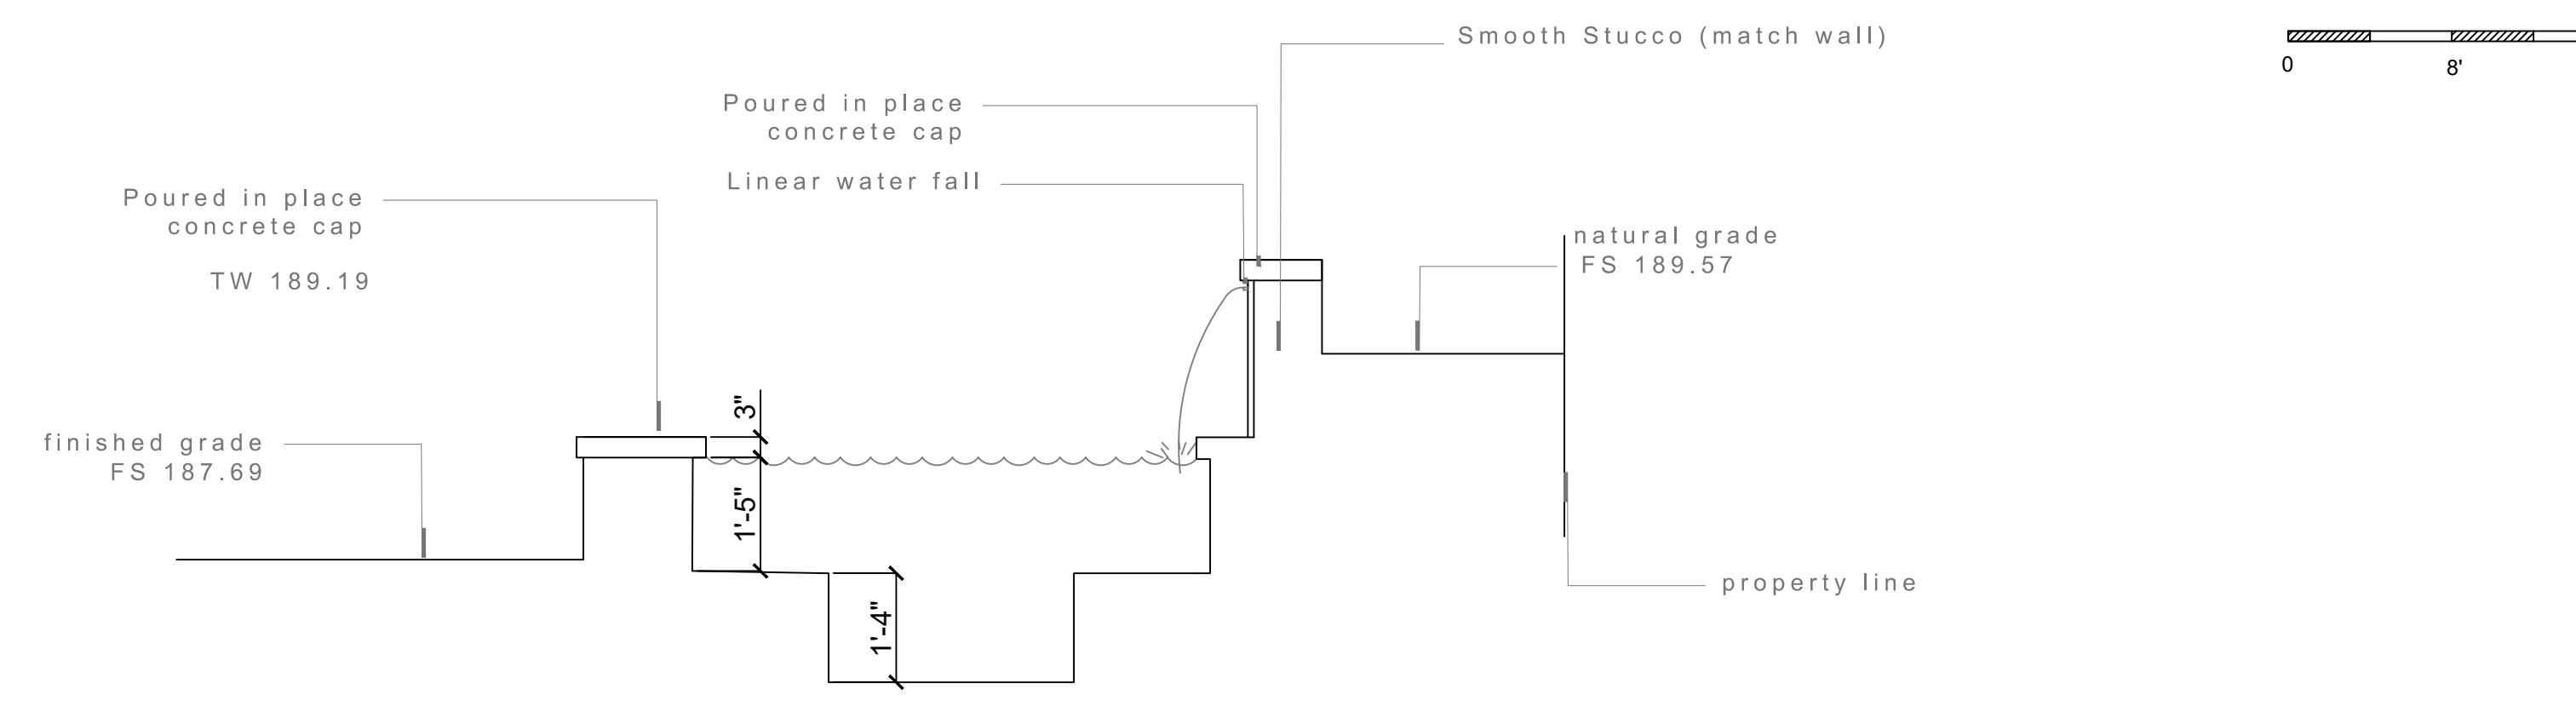 Smooth Stucco (match wall)
0
8'
Poured in place
concrete cap
Linear water fall
Poured in place
concrete cap
TW 189.19
natural grade
FS 189.57
3"
finished grade
FS 187.69
1'-5"
1'-4"
property line